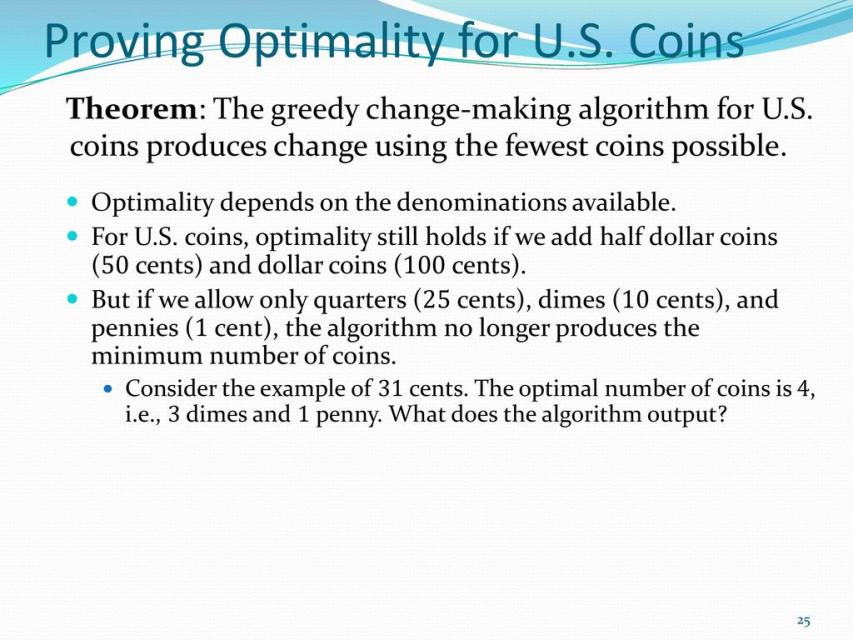 Proving Optimality for U.S. Coins
Theorem: The greedy change-making algorithm for U.S.
coins produces change using the fewest coins possible.
• Optimality depends on the denominations available.
• For U.S. coins, optimality still holds if we add half dollar coins
(50 cents) and dollar coins (100 cents).
• But if we allow only quarters (25 cents), dimes (10 cents), and
pennies (1 cent), the algorithm no longer produces the
minimum number of coins.
• Consider the example of 31 cents. The optimal number of coins is 4,
i.e., 3 dimes and 1 penny. What does the algorithm output?
25